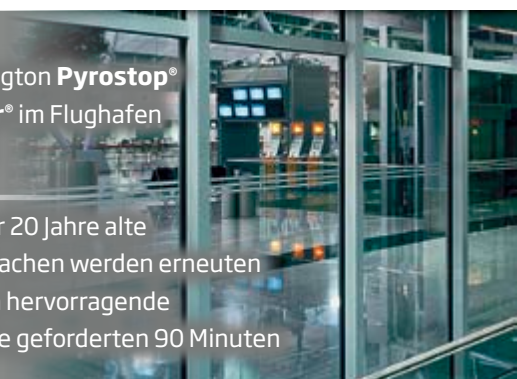 gton Pyrostop®
r® im Flughafen
r 20 Jahre alte
achen werden erneuten
hervorragende
e geforderten 90 Minuten